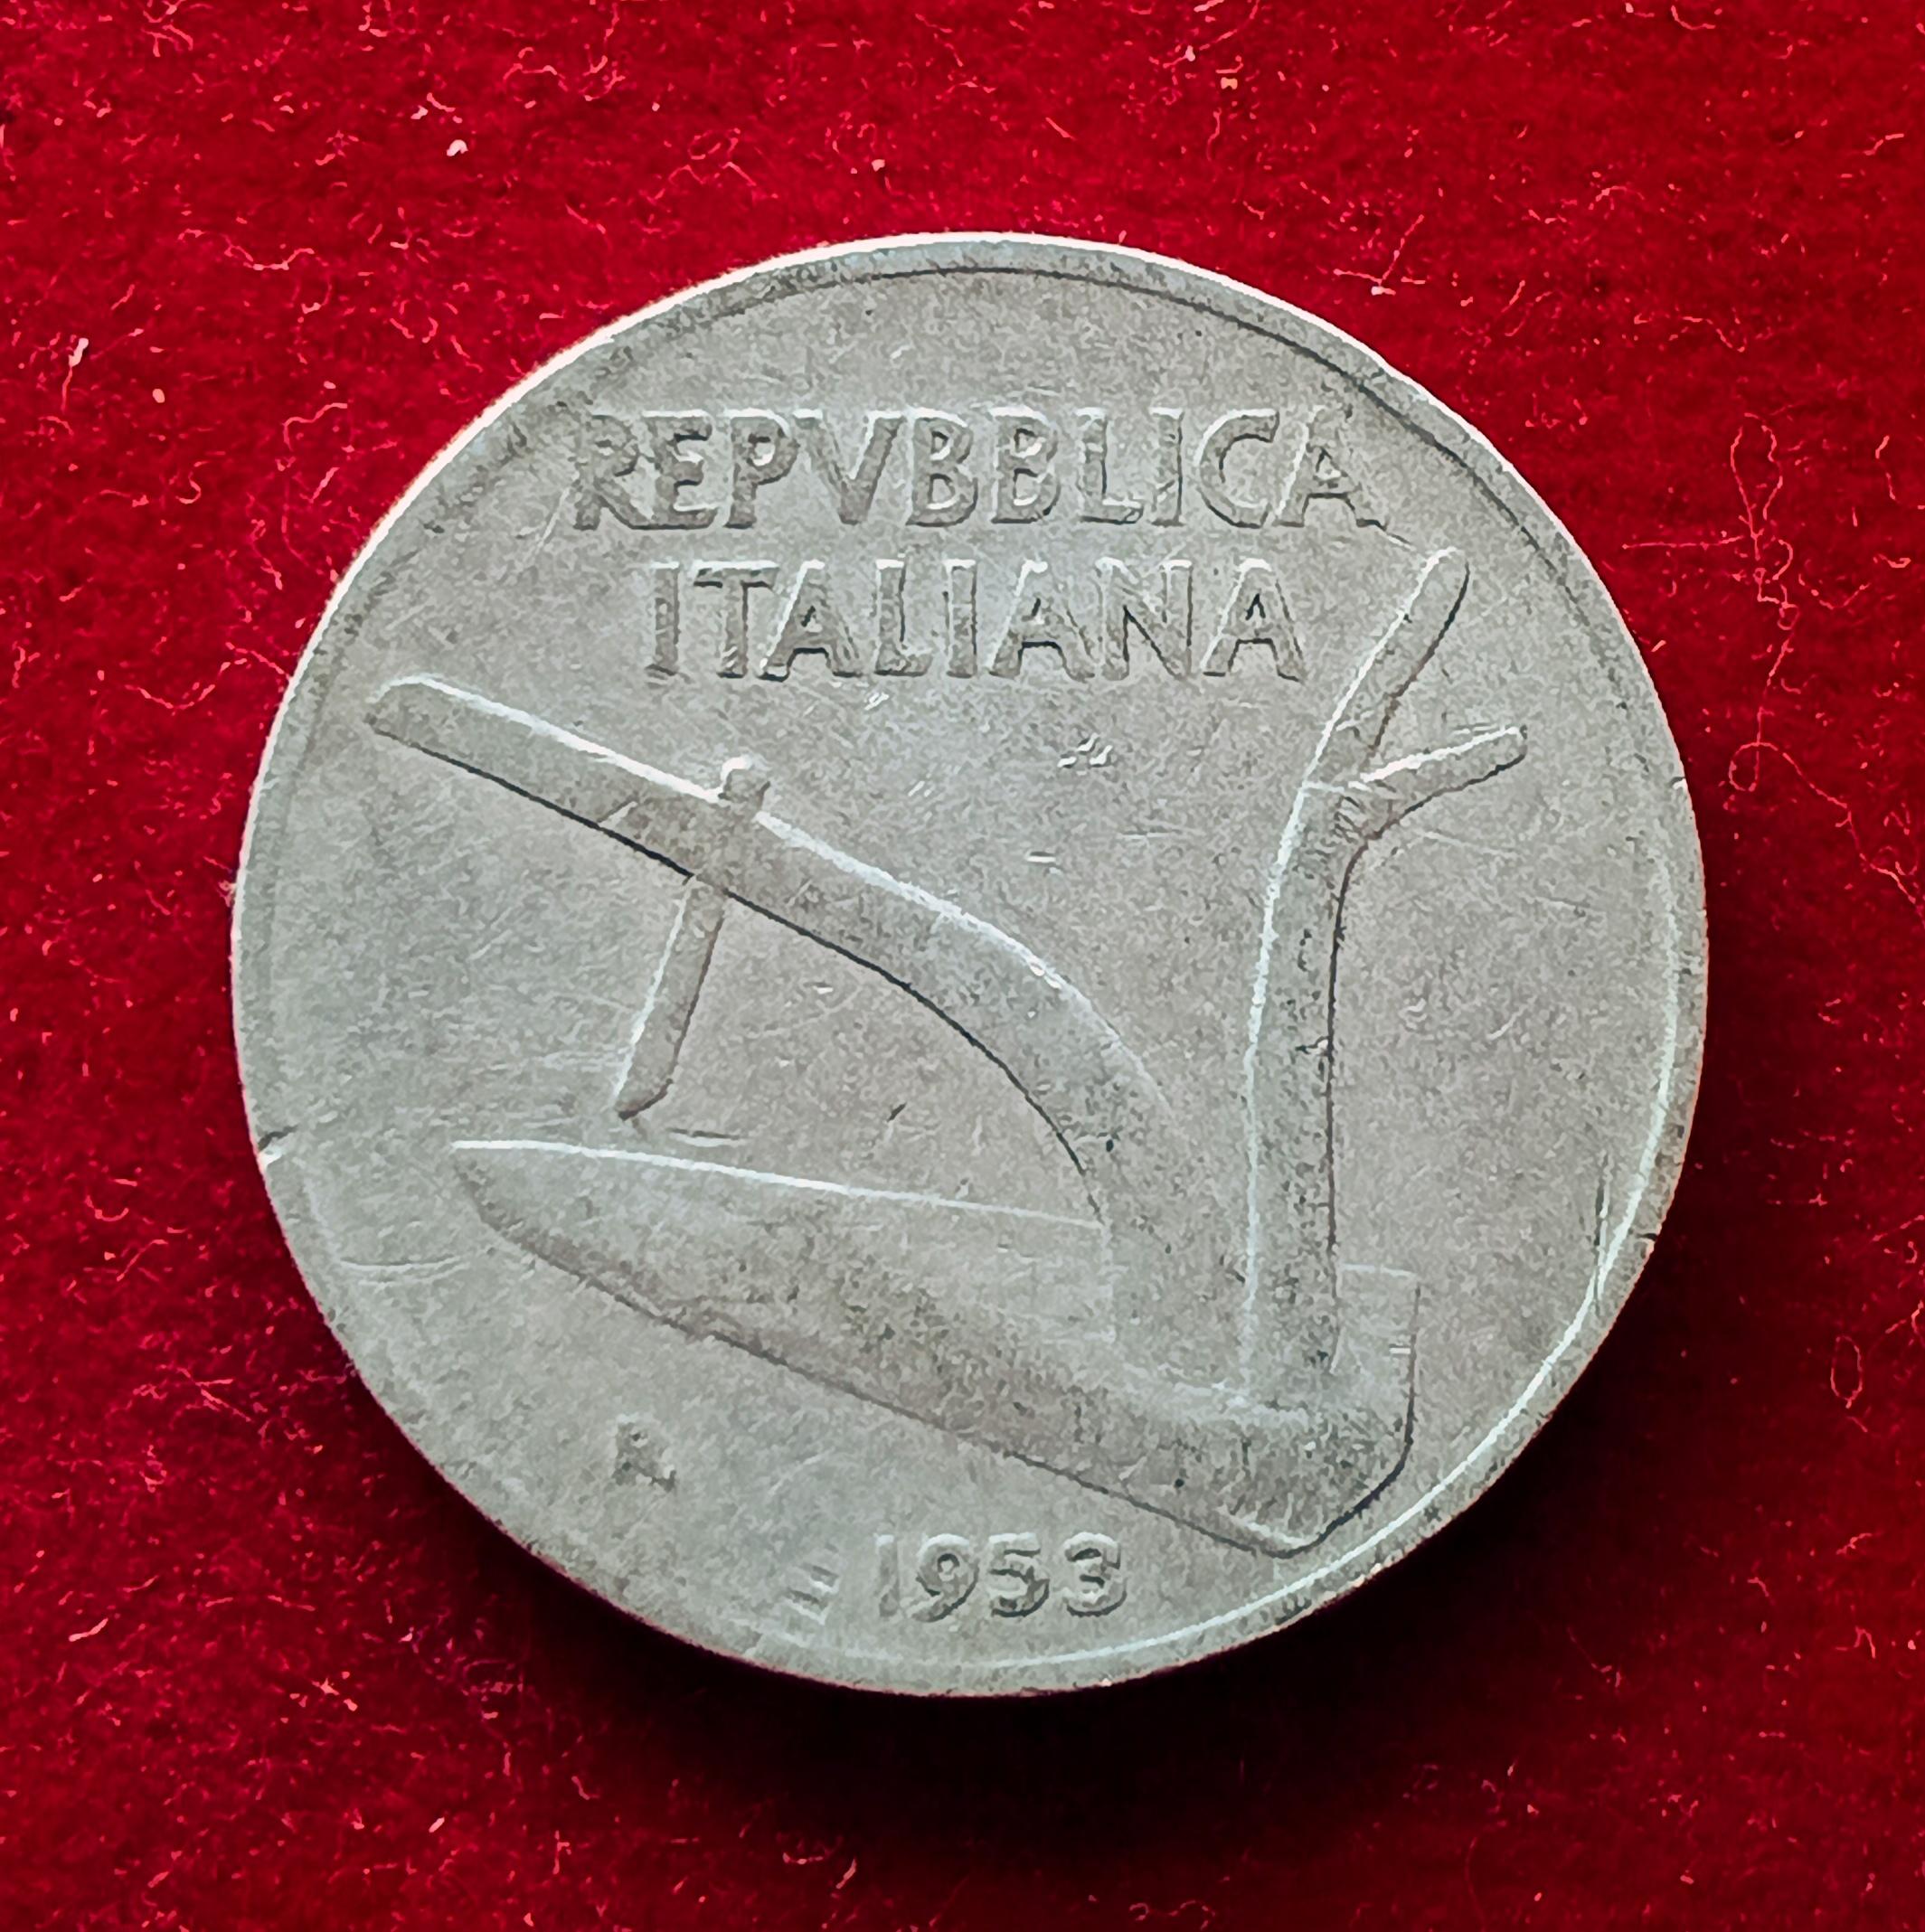 REPVBBLICA
ITALIANA
R
1953